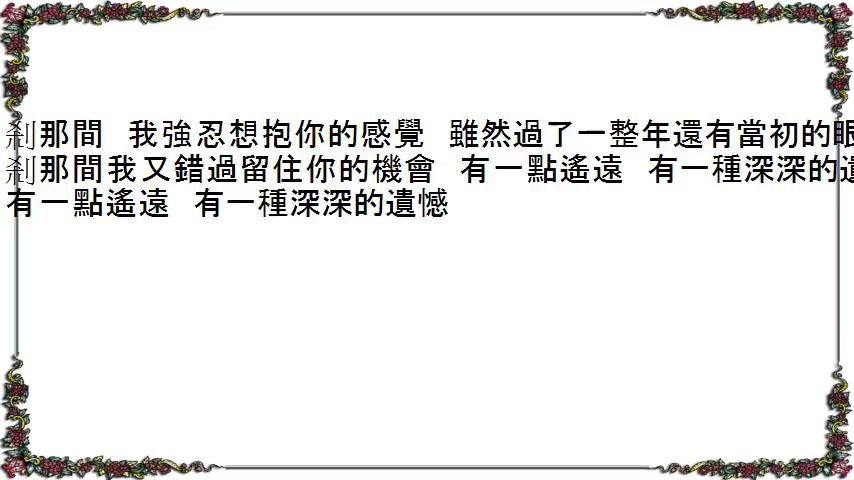 剎那間 我強忍想抱你的感覺 雖然過了一整年還有當初的眼
剎那間我又錯過留住你的機會 有一點遙遠 有一種深深的遺
有一點遙遠 有一種深深的遺憾